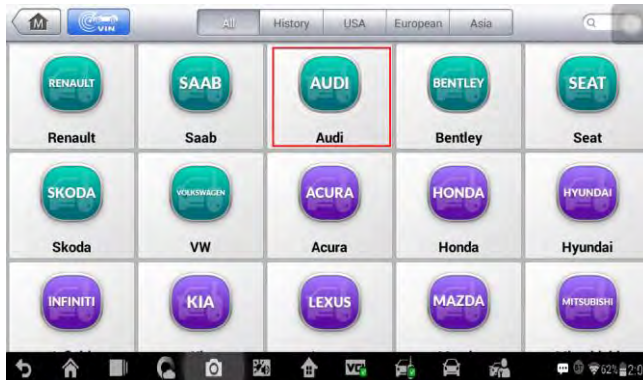 M VIN All History USA European Asia
RENAULT SAAB AUDI BENTLEY SEAT
Renault Saab Audi Bentley Seat
SKODA VOLKSWAGEN ACURA HONDA HYUNDAI
Skoda VW Acura Honda Hyundai
INFINITI KIA LEXUS MAZDA MITSUBISHI
62%